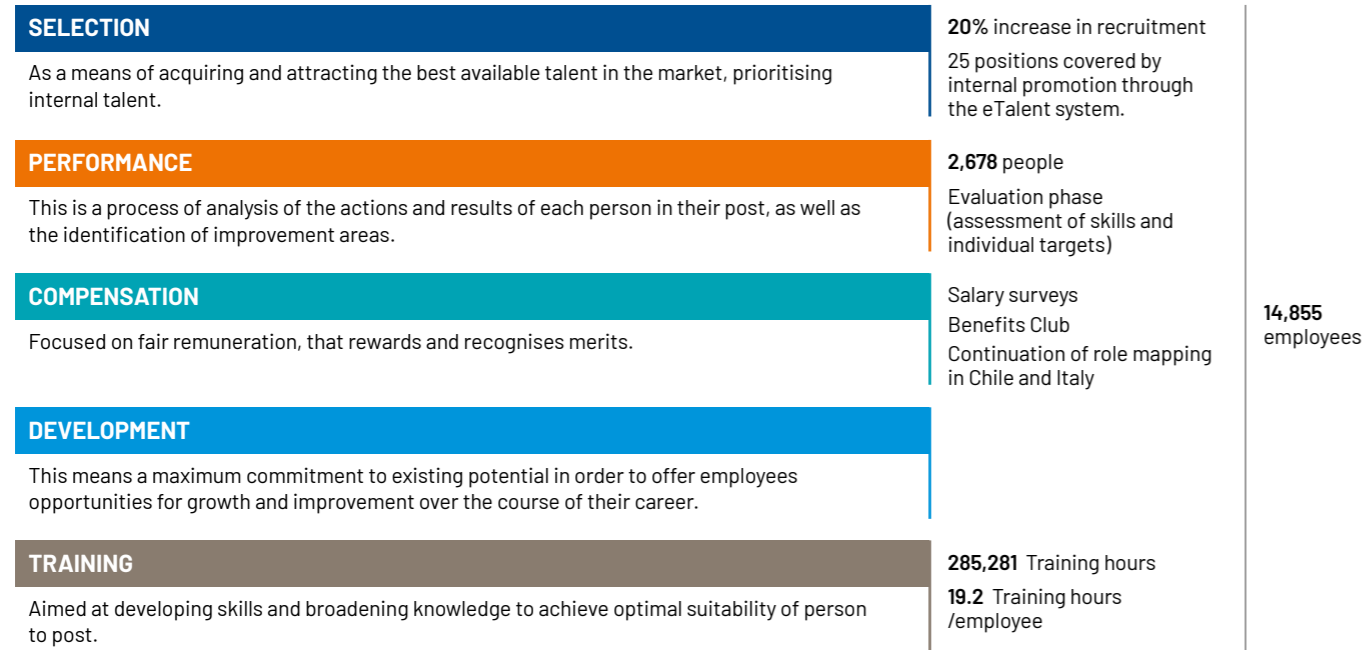 SELECTION
As a means of acquiring and attracting the best available talent in the market, prioritising
internal talent.
20% increase in recruitment
25 positions covered by
internal promotion through
the eTalent system.
PERFORMANCE
This is a process of analysis of the actions and results of each person in their post, as well as
the identification of improvement areas.
2,678 people
Evaluation phase
(assessment of skills and
individual targets)
COMPENSATION
Focused on fair remuneration, that rewards and recognises merits.
Salary surveys
Benefits Club
Continuation of role mapping
in Chile and Italy
DEVELOPMENT
This means a maximum commitment to existing potential in order to offer employees
opportunities for growth and improvement over the course of their career.
TRAINING
Aimed at developing skills and broadening knowledge to achieve optimal suitability of person
to post.
285,281 Training hours
19.2 Training hours
/employee
14,855
employees